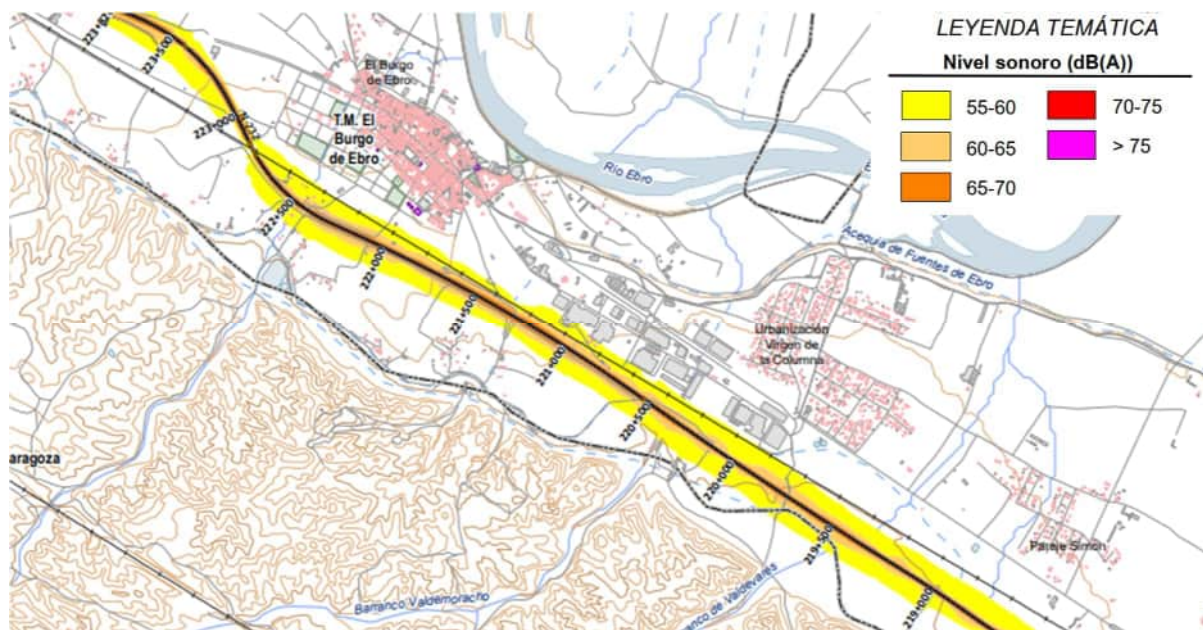 LEYENDA TEMÁTICA
Nivel sonoro (dB(A))
55-60
70-75
60-65
> 75
65-70
223+500
223+000
222+500
222+000
221+500
221+000
220+500
220+000
219+500
219+000
El Burgo
de Ebro
T.M. El
Burgo
de Ebro
Río Ebro
Acequia de Fuentes de Ebro
Urbanización
Virgen de
la Columna
Paraje Simón
aragoza
Barranco Valdemoracho
nco de Valdevares